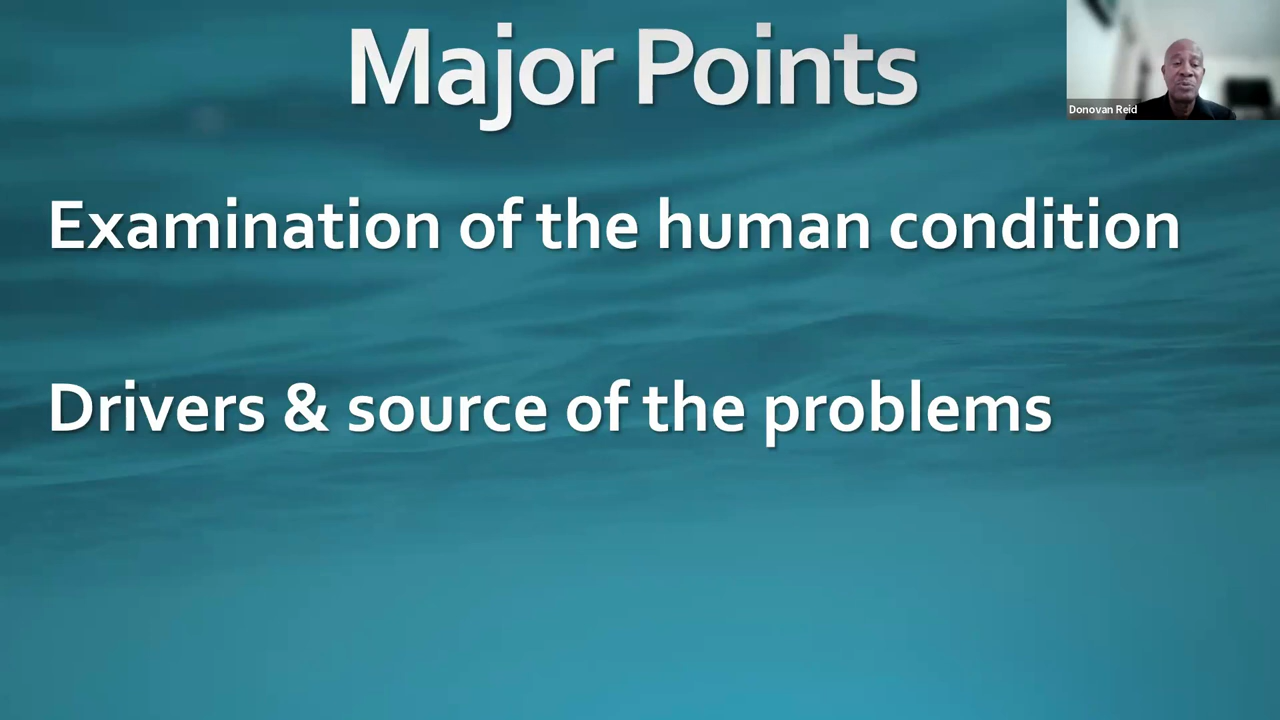 Major Points
Donovan Reid
Examination of the human condition
Drivers & source of the problems